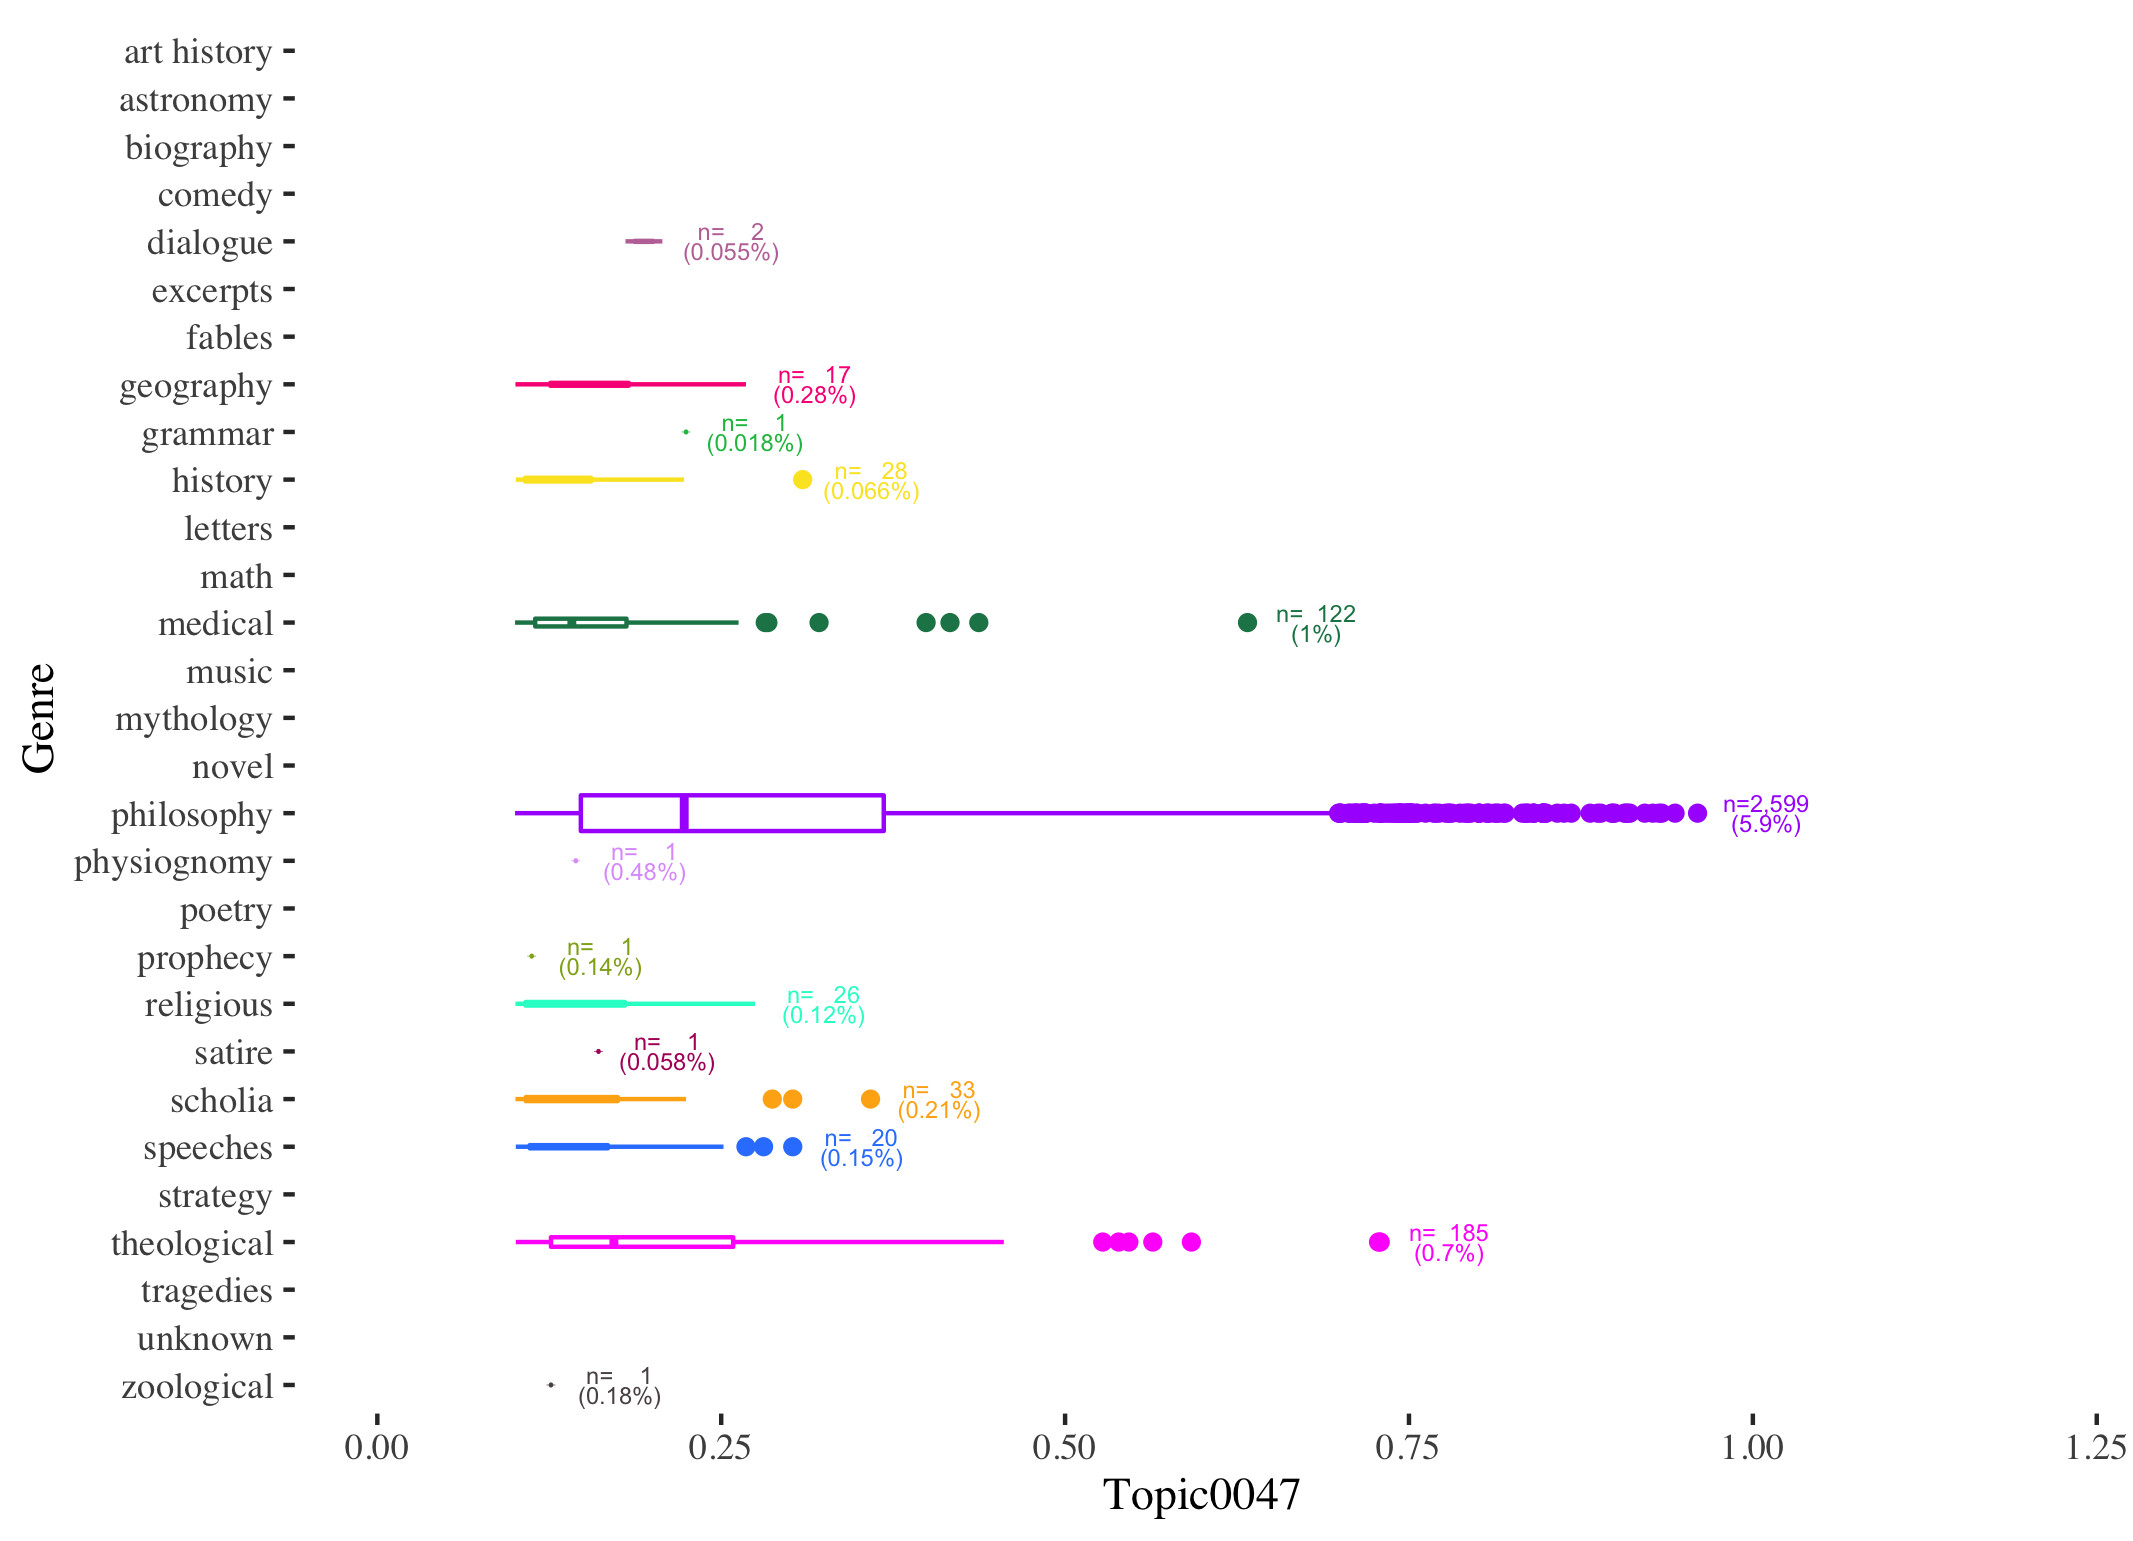 art history
astronomy
biography
comedy
dialogue
n= 2
(0.055%)
excerpts
fables
geography
n= 17
(0.28%)
grammar
n= 1
(0.018%)
history
n= 28
(0.066%)
letters
math
medical
n= 122
(1%)
music
mythology
novel
philosophy
n=2,599
(5.9%)
physiognomy
n= 1
(0.48%)
poetry
prophecy
n= 1
(0.14%)
religious
n= 26
(0.12%)
satire
n= 1
(0.058%)
scholia
n= 33
(0.21%)
speeches
n= 20
(0.15%)
strategy
theological
n= 185
(0.7%)
tragedies
unknown
zoological
n= 1
(0.18%)
Genre
0.00 0.25 0.50 0.75 1.00 1.25
Topic0047